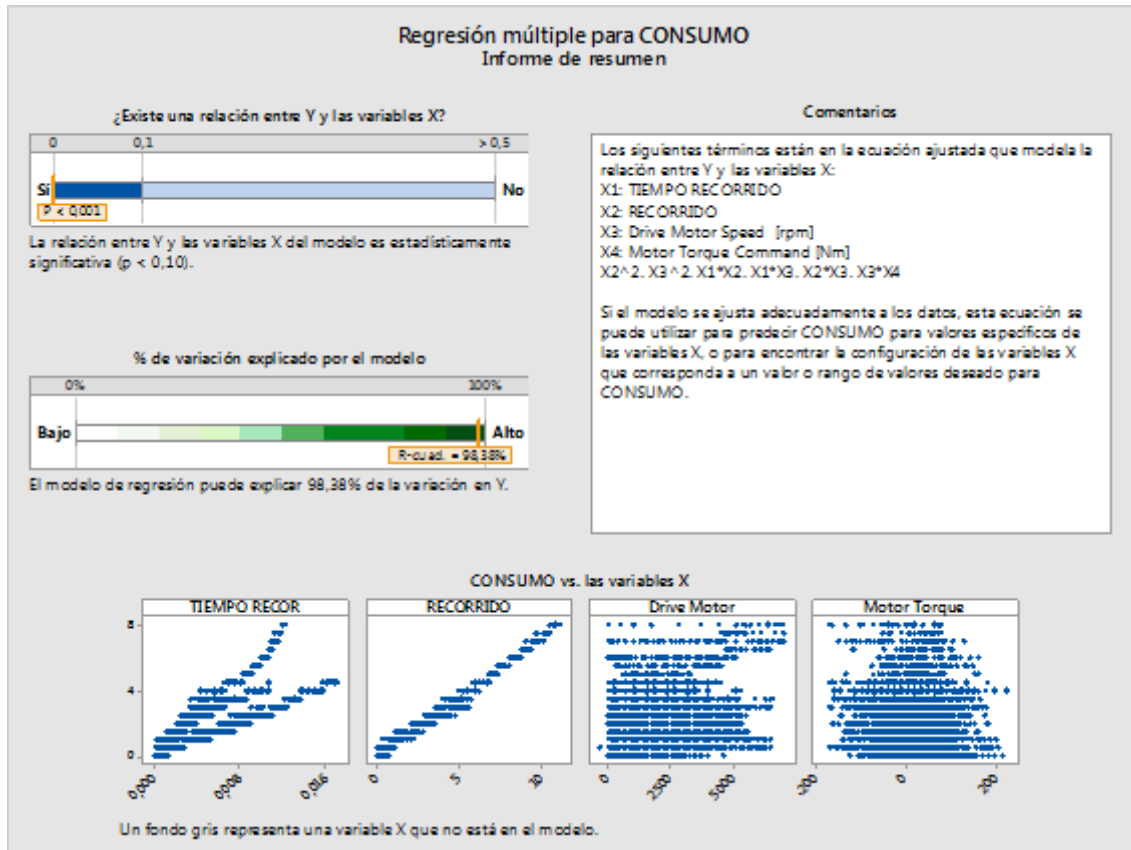 Regresión múltiple para CONSUMO
Informe de resumen
¿Existe una relación entre Y y las variables X?
0 0,1 > 0,5
Sí No
P < 0,001
La relación entre Y y las variables X del modelo es estadísticamente
significativa (p < 0,10).
% de variación explicado por el modelo
0% 100%
Bajo Alto
R-cuad. = 98,38%
El modelo de regresión puede explicar 98,38% de la variación en Y.
Comentarios
Los siguientes términos están en la ecuación ajustada que modela la
relación entre Y y las variables X:
X1: TIEMPO RECORRIDO
X2: RECORRIDO
X3: Drive Motor Speed [rpm]
X4: Motor Torque Command [Nm]
X2^2. X3^2. X1*X2. X1*X3. X2*X3. X3*X4
Si el modelo se ajusta adecuadamente a los datos, esta ecuación se
puede utilizar para predecir CONSUMO para valores específicos de
las variables X, o para encontrar la configuración de las variables X
que corresponda a un valor o rango de valores deseado para
CONSUMO.
CONSUMO vs. las variables X
TIEMPO RECOR RECORRIDO Drive Motor Motor Torque
8
4
0
0,000 0,008 0,016 0 5 10 0 2500 5000 -200 0 200
Un fondo gris representa una variable X que no está en el modelo.